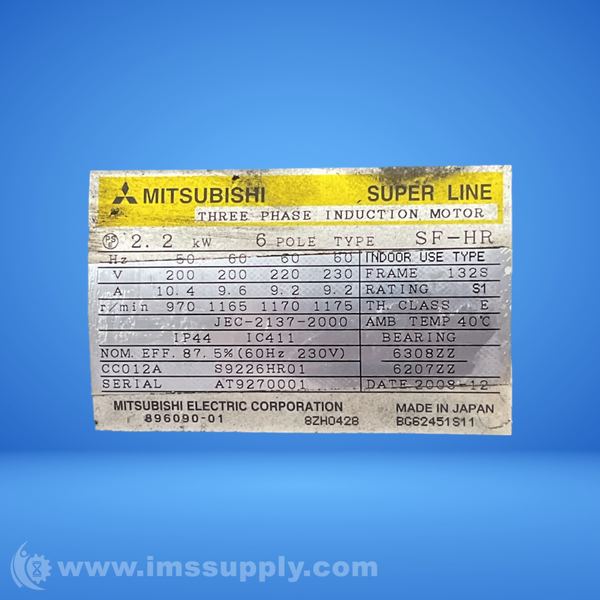 MITSUBISHI SUPER LINE
THREE PHASE INDUCTION MOTOR
2.2 kW 6 POLE TYPE SF-HR
Hz 50 60 60 60 INDOOR USE TYPE
V 200 200 220 230 FRAME 132S
A 10.4 9.6 9.2 9.2 RATING S1
r/min 970 1165 1170 1175 TH. CLASS E
JEC-2137-2000 AMB TEMP 40℃
IP44 IC411 BEARING
NOM. EFF. 87.5%(60Hz 230V) 6308ZZ
CC012A S9226HR01 6207ZZ
SERIAL AT9270001 DATE 2008-12
MITSUBISHI ELECTRIC CORPORATION MADE IN JAPAN
896090-01 8ZH0428 BG62451S11
www.imssupply.com